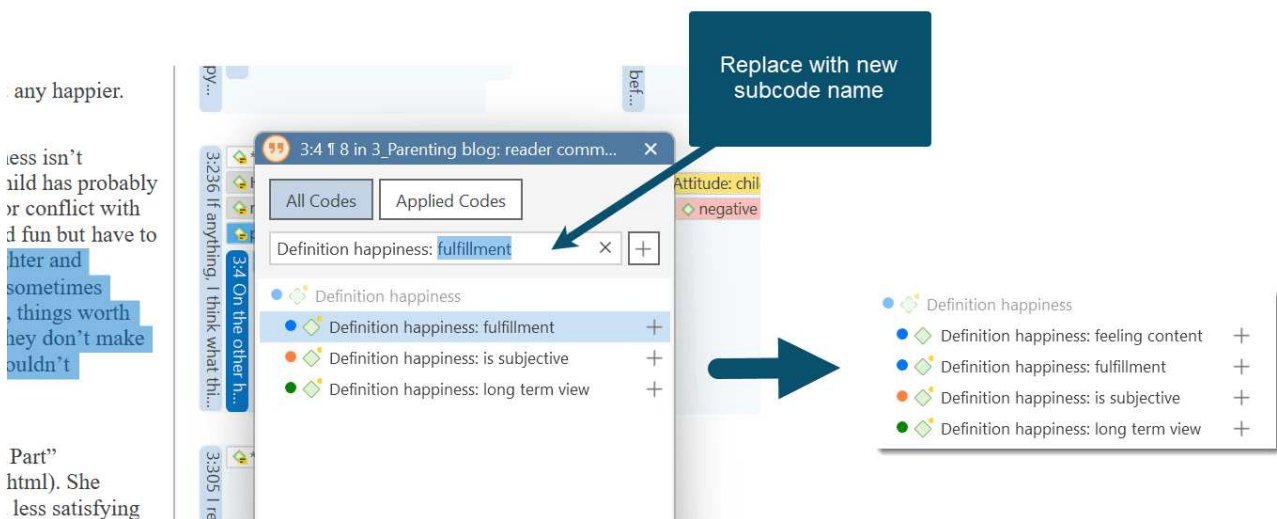 any happier.
ess isn't
hild has probably
or conflict with
d fun but have to
hter and
sometimes
, things worth
hey don't make
ouldn't
Part"
html). She
less satisfying
py...
3:236 If anything, I think what thi...
3:4 On the other h...
3:305 I re
bef...
Attitude: chil
negative
Replace with new
subcode name
3:4 ¶ 8 in 3_Parenting blog: reader comm...
All Codes
Applied Codes
Definition happiness: fulfillment
Definition happiness
Definition happiness: fulfillment
Definition happiness: is subjective
Definition happiness: long term view
Definition happiness
Definition happiness: feeling content
Definition happiness: fulfillment
Definition happiness: is subjective
Definition happiness: long term view